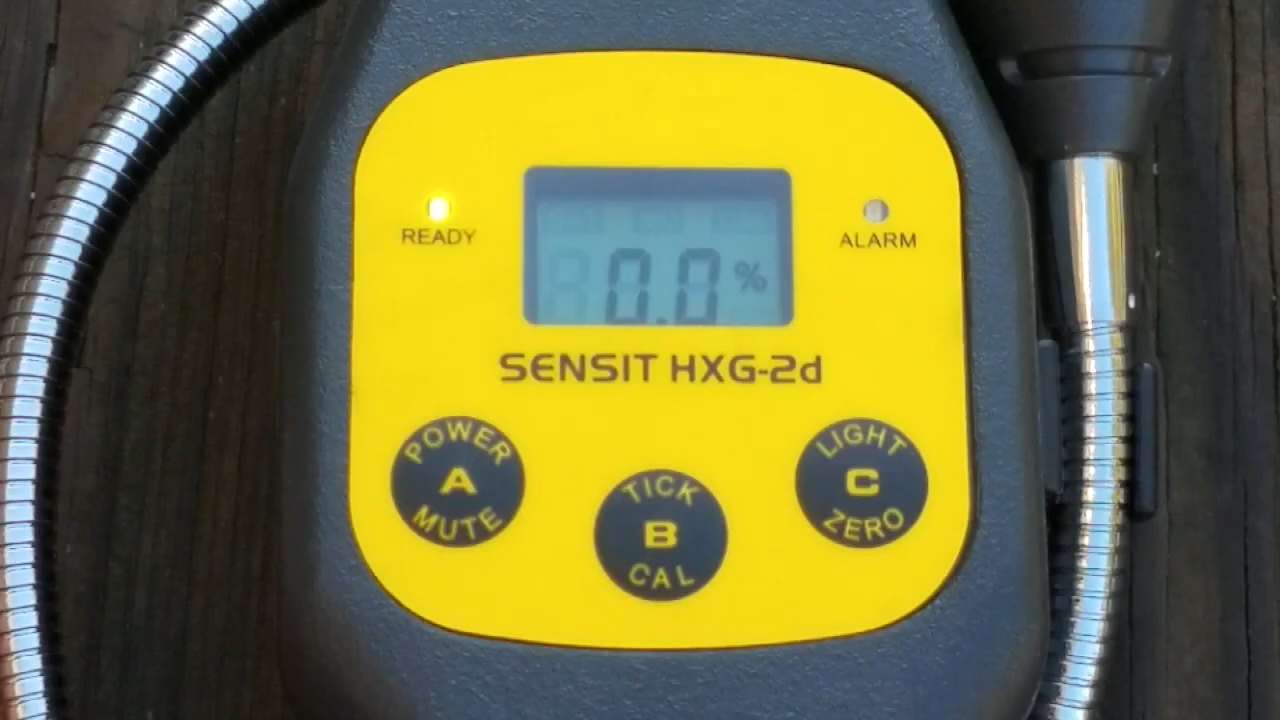 READY
ALARM
0.0 %
SENSIT HXG-2d
POWER
A
MUTE
TICK
B
CAL
LIGHT
C
ZERO